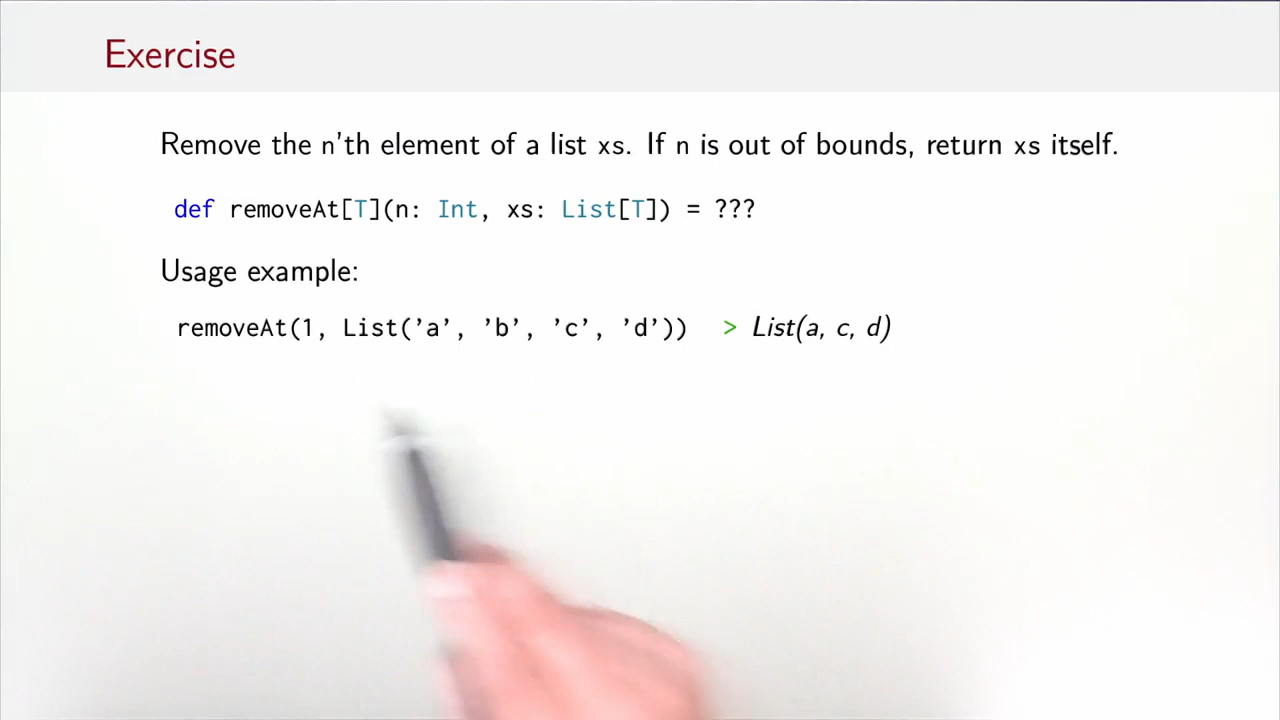 Exercise
Remove the n’th element of a list xs. If n is out of bounds, return xs itself.
def removeAt[T](n: Int, xs: List[T]) = ???
Usage example:
removeAt(1, List(’a’, ’b’, ’c’, ’d’)) > List(a, c, d)